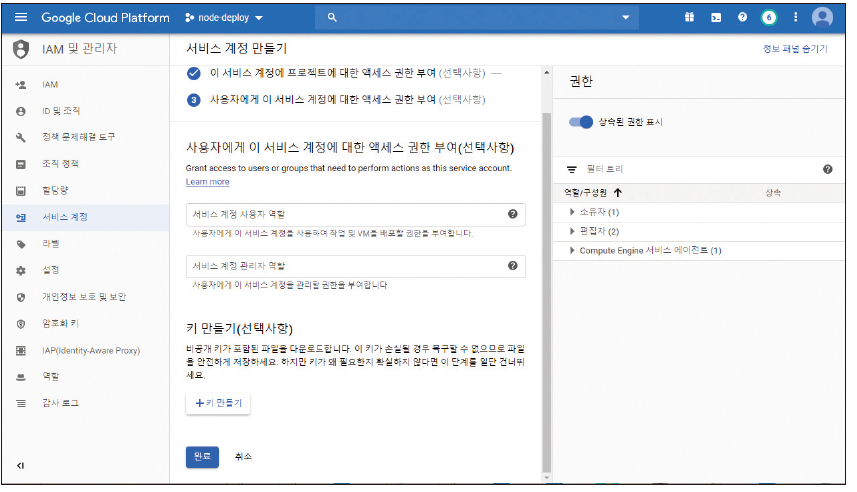 Google Cloud Platform
node-deploy
6
IAM 및 관리자
서비스 계정 만들기
정보 패널 숨기기
IAM
ID 및 조직
정책 문제해결 도구
조직 정책
할당량
서비스 계정
라벨
설정
개인정보 보호 및 보안
암호화 키
IAP(Identity-Aware Proxy)
역할
감사 로그
이 서비스 계정에 프로젝트에 대한 액세스 권한 부여 (선택사항)
3 사용자에게 이 서비스 계정에 대한 액세스 권한 부여 (선택사항)
사용자에게 이 서비스 계정에 대한 액세스 권한 부여(선택사항)
Grant access to users or groups that need to perform actions as this service account.
Learn more
서비스 계정 사용자 역할
사용자에게 이 서비스 계정을 사용하여 작업 및 VM을 배포할 권한을 부여합니다.
서비스 계정 관리자 역할
사용자에게 이 서비스 계정을 관리할 권한을 부여합니다.
키 만들기(선택사항)
비공개 키가 포함된 파일을 다운로드합니다. 이 키가 손실될 경우 복구할 수 없으므로 파일
을 안전하게 저장하세요. 하지만 키가 왜 필요한지 확실하지 않다면 이 단계를 일단 건너뛰
세요.
+키 만들기
완료
취소
권한
상속된 권한 표시
필터 트리
역할/구성원
상속
소유자 (1)
편집자 (2)
Compute Engine 서비스 에이전트 (1)